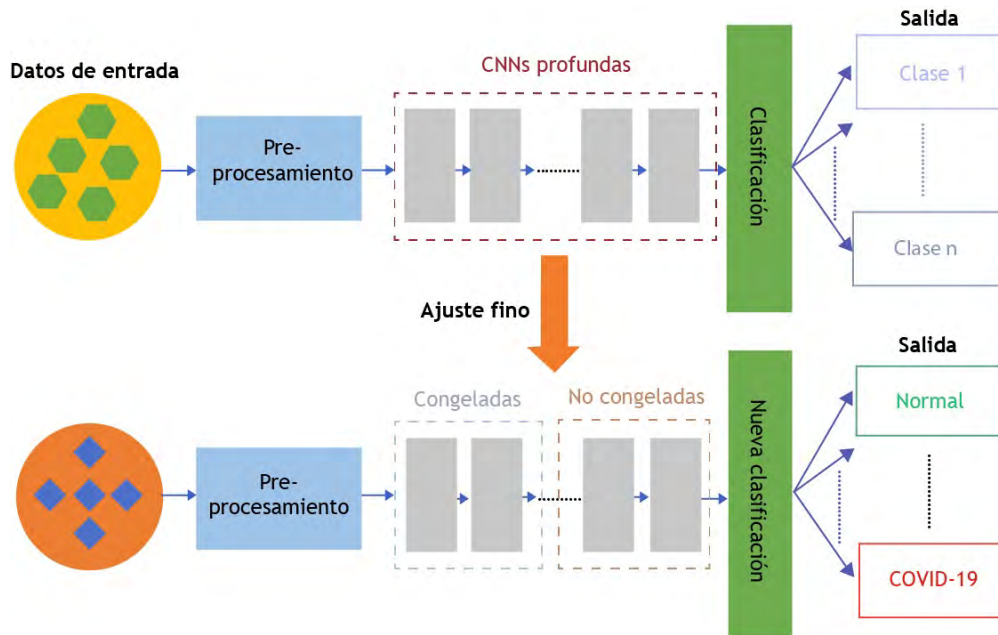 Salida
Datos de entrada
CNNs profundas
Clase 1
Pre-
procesamiento
Clasificación
Clase n
Ajuste fino
Salida
Congeladas
No congeladas
Normal
Pre-
procesamiento
Nueva clasificación
COVID-19